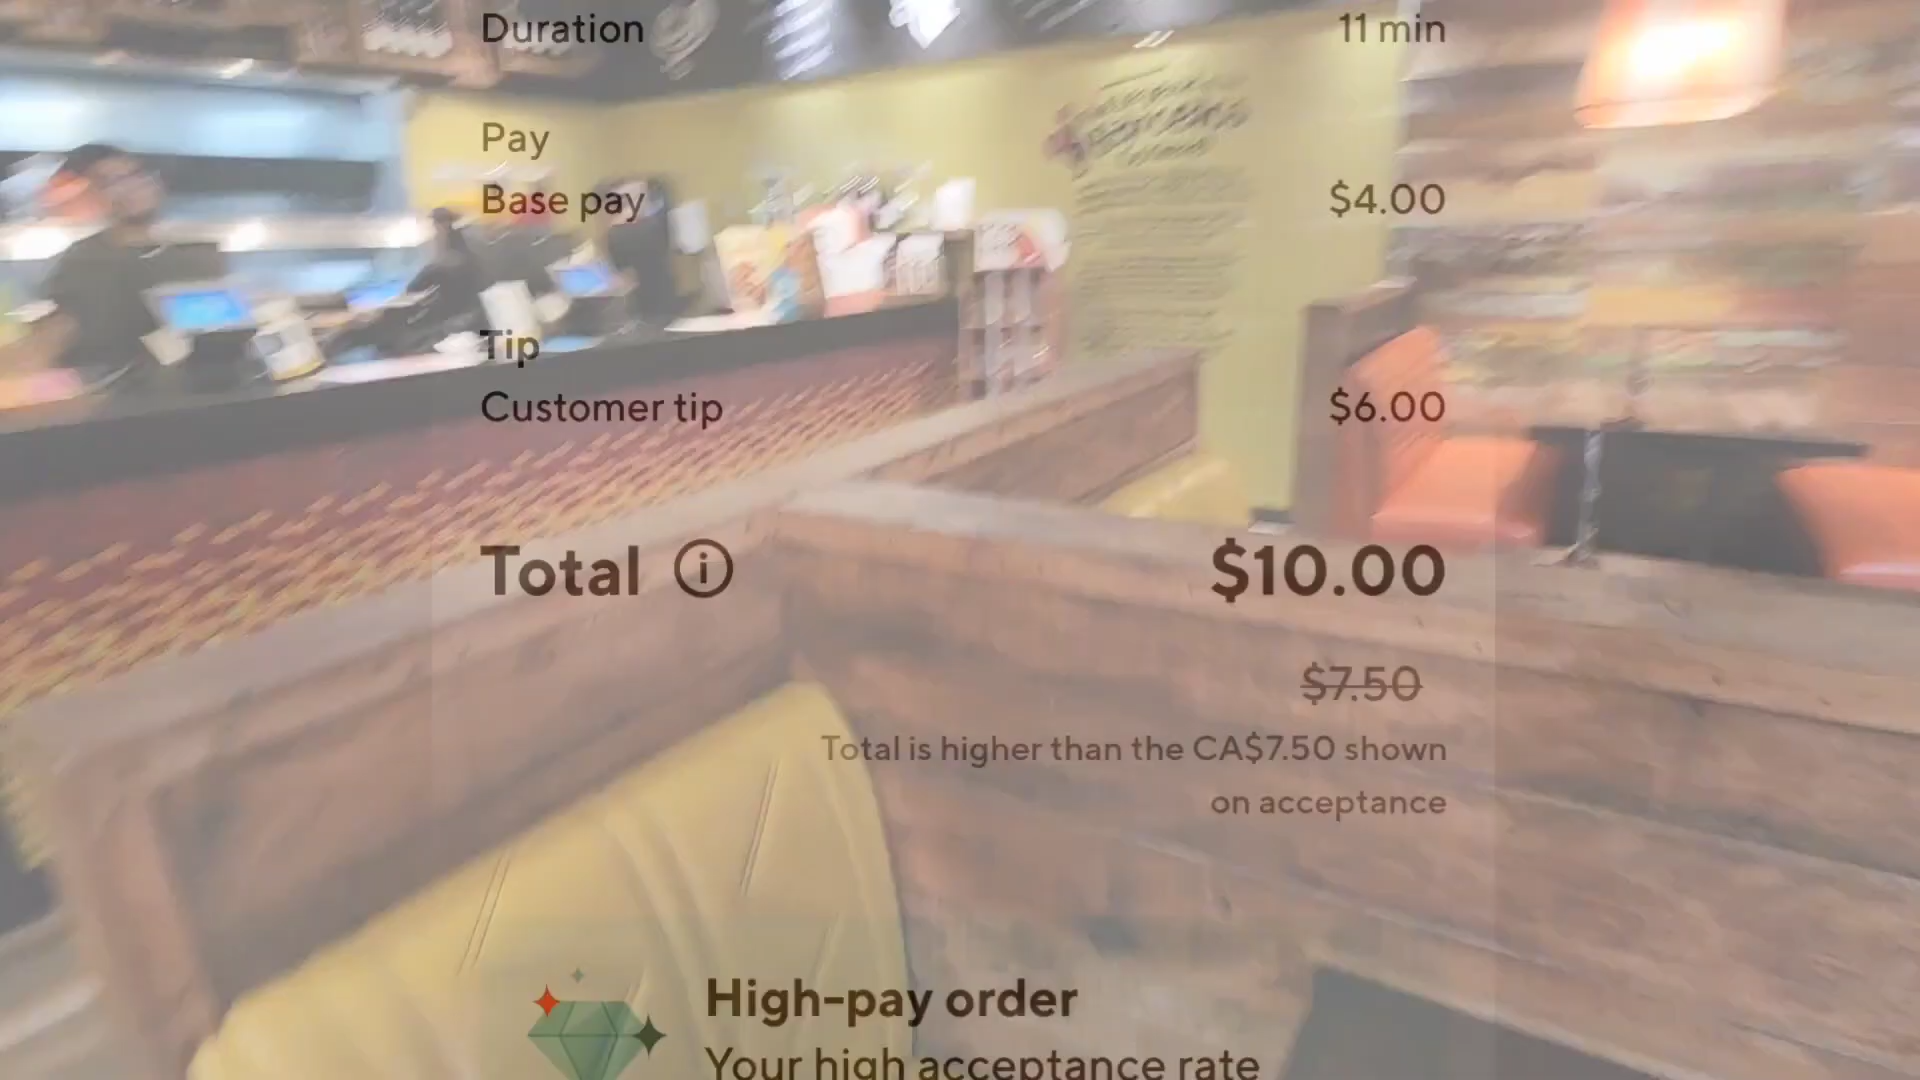 Duration 11 min
Pay
Base pay $4.00
Tip
Customer tip $6.00
Total $10.00
$7.50
Total is higher than the CA$7.50 shown
on acceptance
High-pay order
Your high acceptance rate